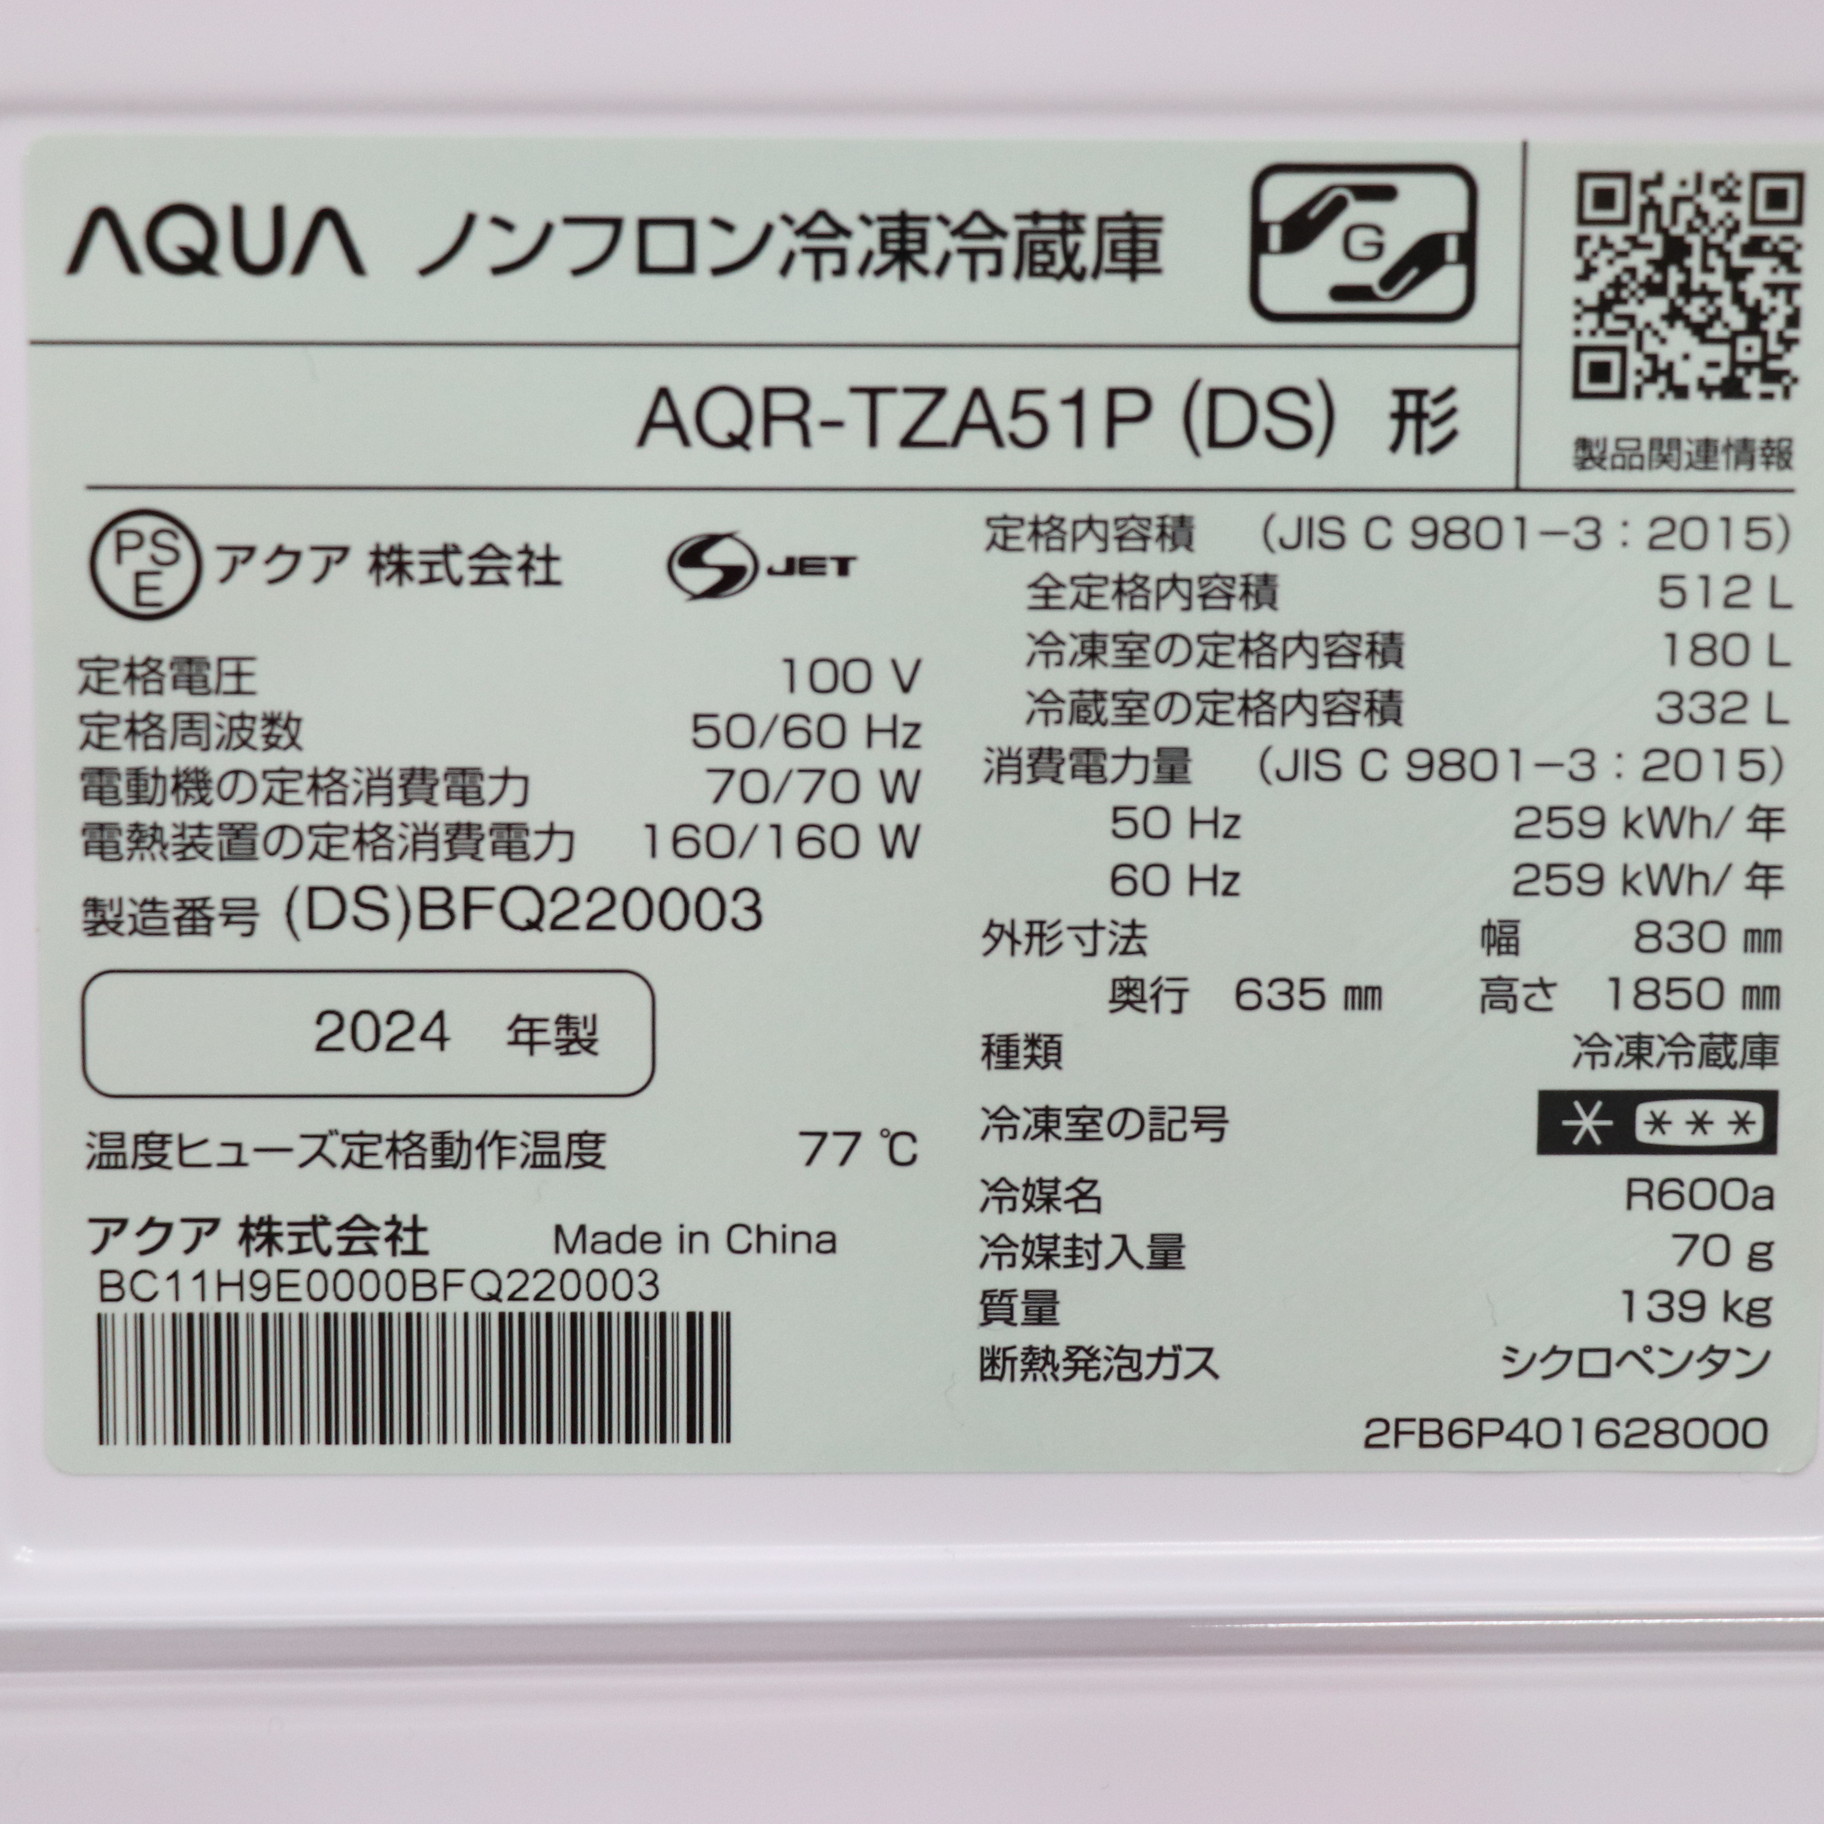 AQUA ノンフロン冷凍冷蔵庫
G
AQR-TZA51P (DS) 形
製品関連情報
PSE アクア 株式会社 S JET
定格電圧 100 V
定格周波数 50/60 Hz
電動機の定格消費電力 70/70 W
電熱装置の定格消費電力 160/160 W
製造番号 (DS)BFQ220003
2024 年製
温度ヒューズ定格動作温度 77 ℃
アクア 株式会社 Made in China
BC11H9E0000BFQ220003
定格内容積 (JIS C 9801-3:2015)
全定格内容積 512 L
冷凍室の定格内容積 180 L
冷蔵室の定格内容積 332 L
消費電力量 (JIS C 9801-3:2015)
50 Hz 259 kWh/年
60 Hz 259 kWh/年
外形寸法 幅 830 ㎜
奥行 635 ㎜ 高さ 1850 ㎜
種類 冷凍冷蔵庫
冷凍室の記号 * ***
冷媒名 R600a
冷媒封入量 70 g
質量 139 kg
断熱発泡ガス シクロペンタン
2FB6P401628000